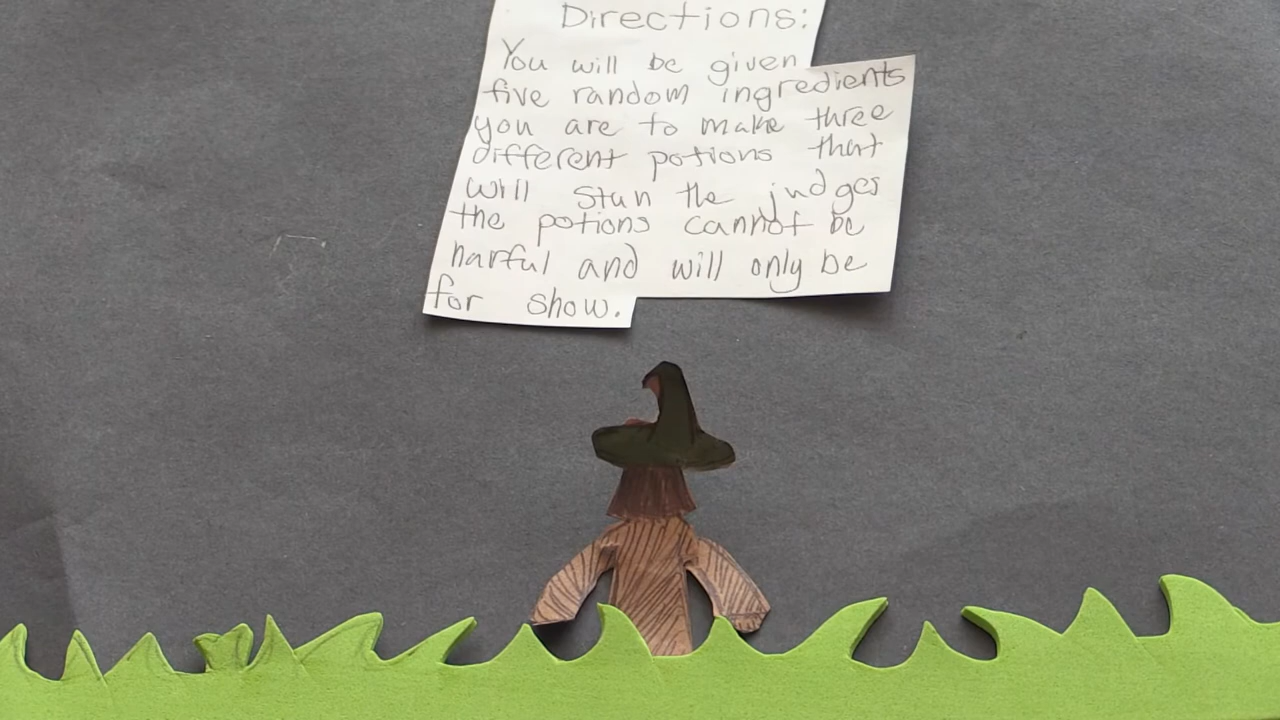 Directions:
You will be given
five random ingredients
you are to make three
different potions that
will stun the judges
the potions cannot be
harful and will only be
for show.